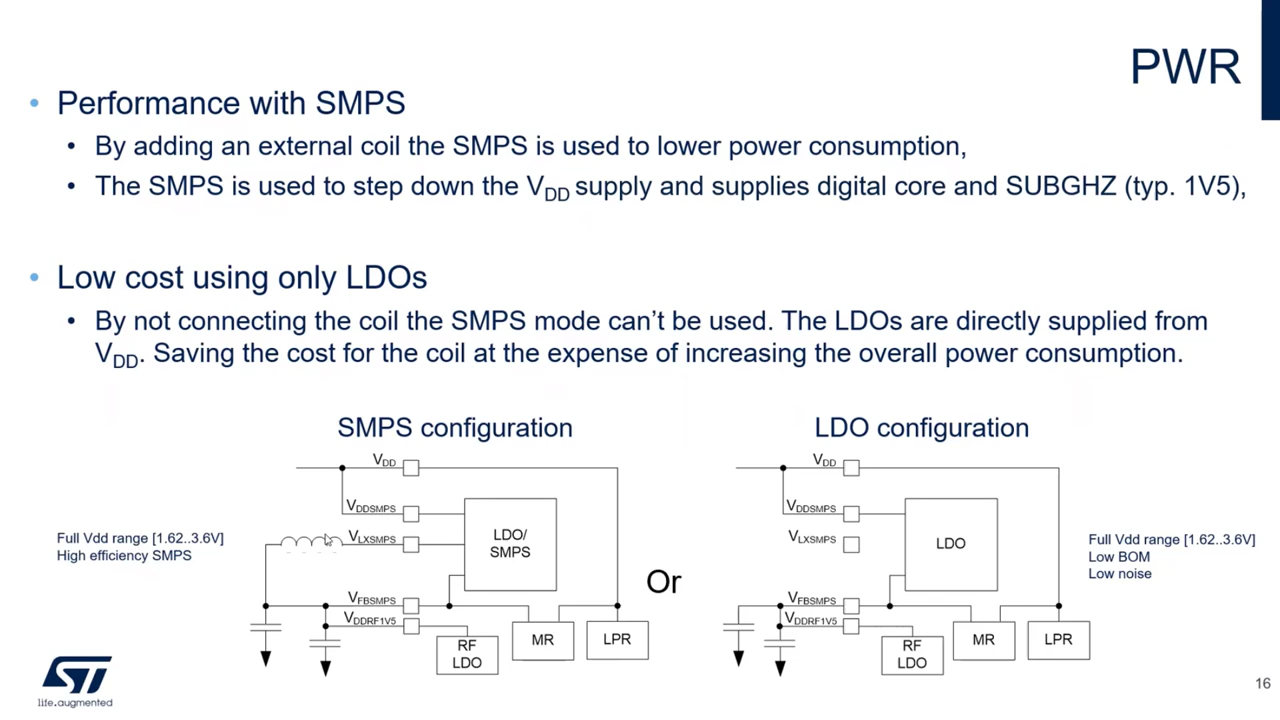 PWR
• Performance with SMPS
• By adding an external coil the SMPS is used to lower power consumption,
• The SMPS is used to step down the VDD supply and supplies digital core and SUBGHZ (typ. 1V5),
• Low cost using only LDOs
• By not connecting the coil the SMPS mode can’t be used. The LDOs are directly supplied from
VDD. Saving the cost for the coil at the expense of increasing the overall power consumption.
SMPS configuration
VDD
VDDSMPS
VLXSMPS
LDO/
SMPS
Full Vdd range [1.62..3.6V]
High efficiency SMPS
VFBSMPS
VDDRF1V5
RF
LDO
MR
LPR
Or
LDO configuration
VDD
VDDSMPS
VLXSMPS
LDO
Full Vdd range [1.62..3.6V]
Low BOM
Low noise
VFBSMPS
VDDRF1V5
RF
LDO
MR
LPR
ST
life.augmented
16